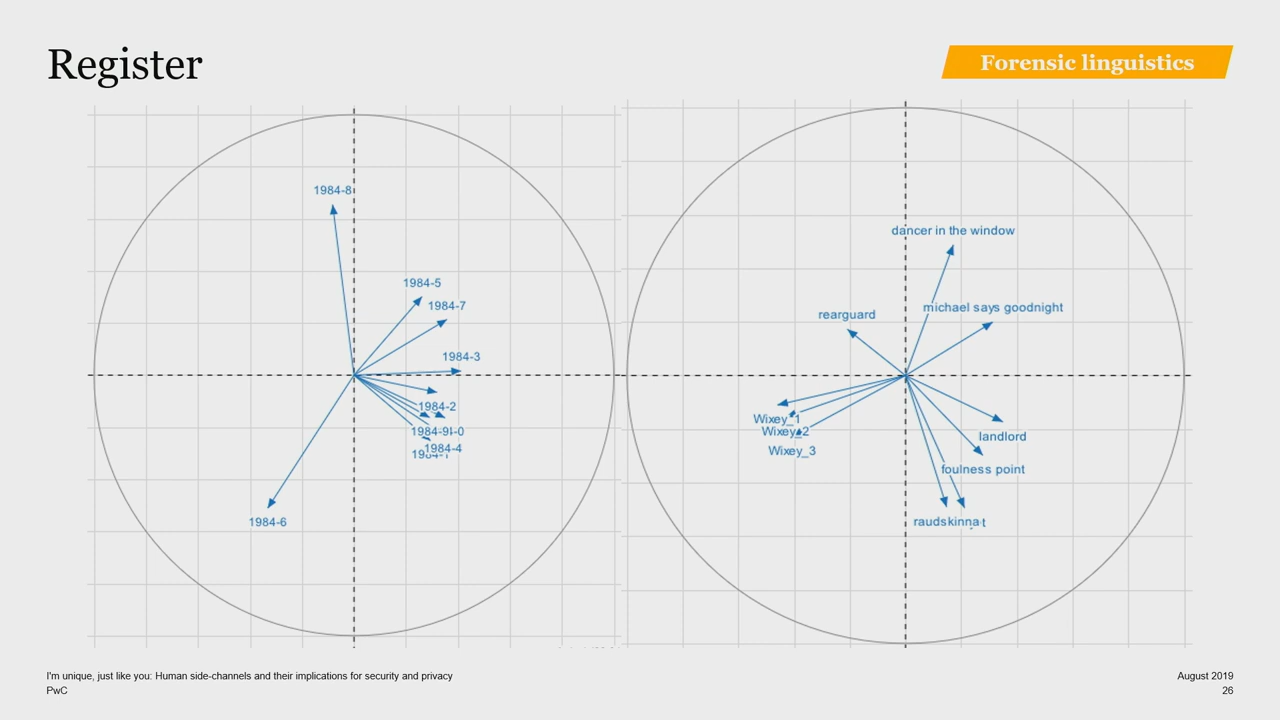 Register
Forensic linguistics
1984-8
1984-5
1984-7
1984-3
1984-2
1984-4
1984-6
dancer in the window
michael says goodnight
rearguard
Wixey_1
Wixey_2
Wixey_3
landlord
foulness point
raudskinna
I'm unique, just like you: Human side-channels and their implications for security and privacy
PwC
August 2019
26